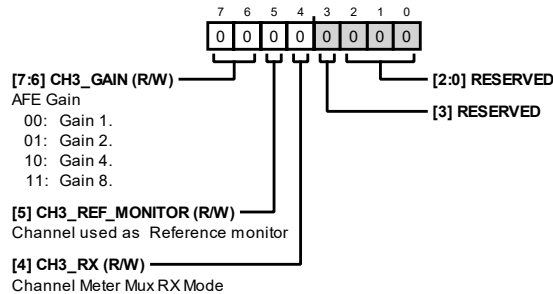 7 6 5 4 3 2 1 0
0 0 0 0 0 0 0 0
[7:6] CH3_GAIN (R/W)
AFE Gain
00: Gain 1.
01: Gain 2.
10: Gain 4.
11: Gain 8.
[5] CH3_REF_MONITOR (R/W)
Channel used as Reference monitor
[4] CH3_RX (R/W)
Channel Meter Mux RX Mode
[2:0] RESERVED
[3] RESERVED